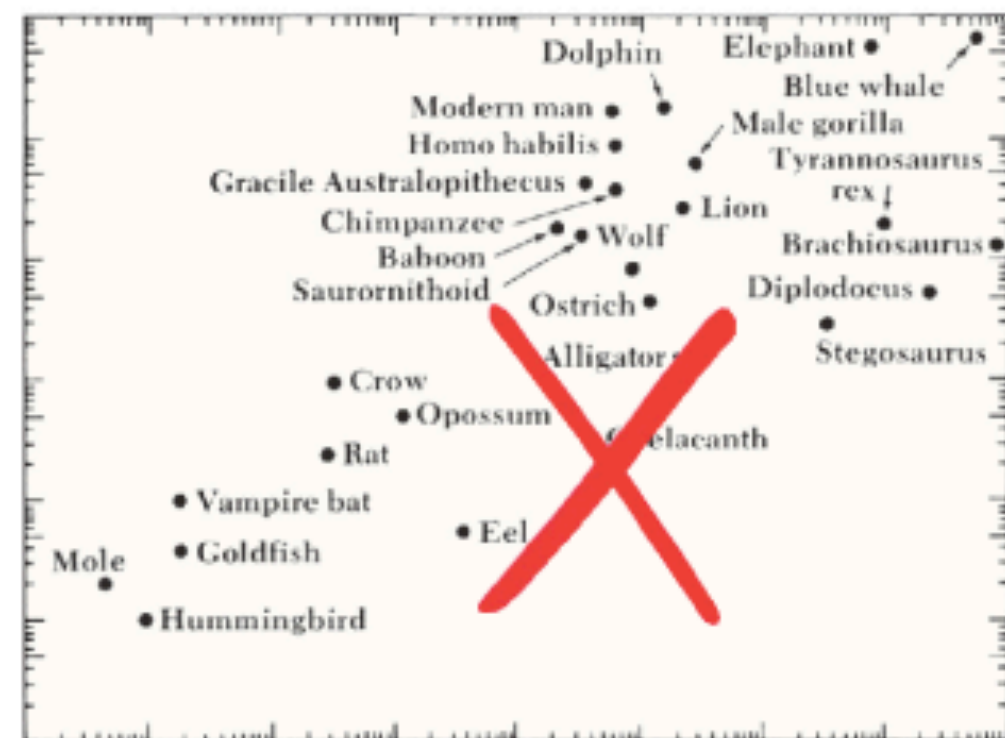 Dolphin
Elephant
Blue whale
Modern man
Male gorilla
Homo habilis
Tyrannosaurus
rex
Gracile Australopithecus
Chimpanzee
Lion
Wolf
Brachiosaurus
Baboon
Saurornithoid
Diplodocus
Ostrich
Stegosaurus
Alligator
Crow
Opossum
elacanth
Rat
Vampire bat
Eel
Goldfish
Mole
Hummingbird